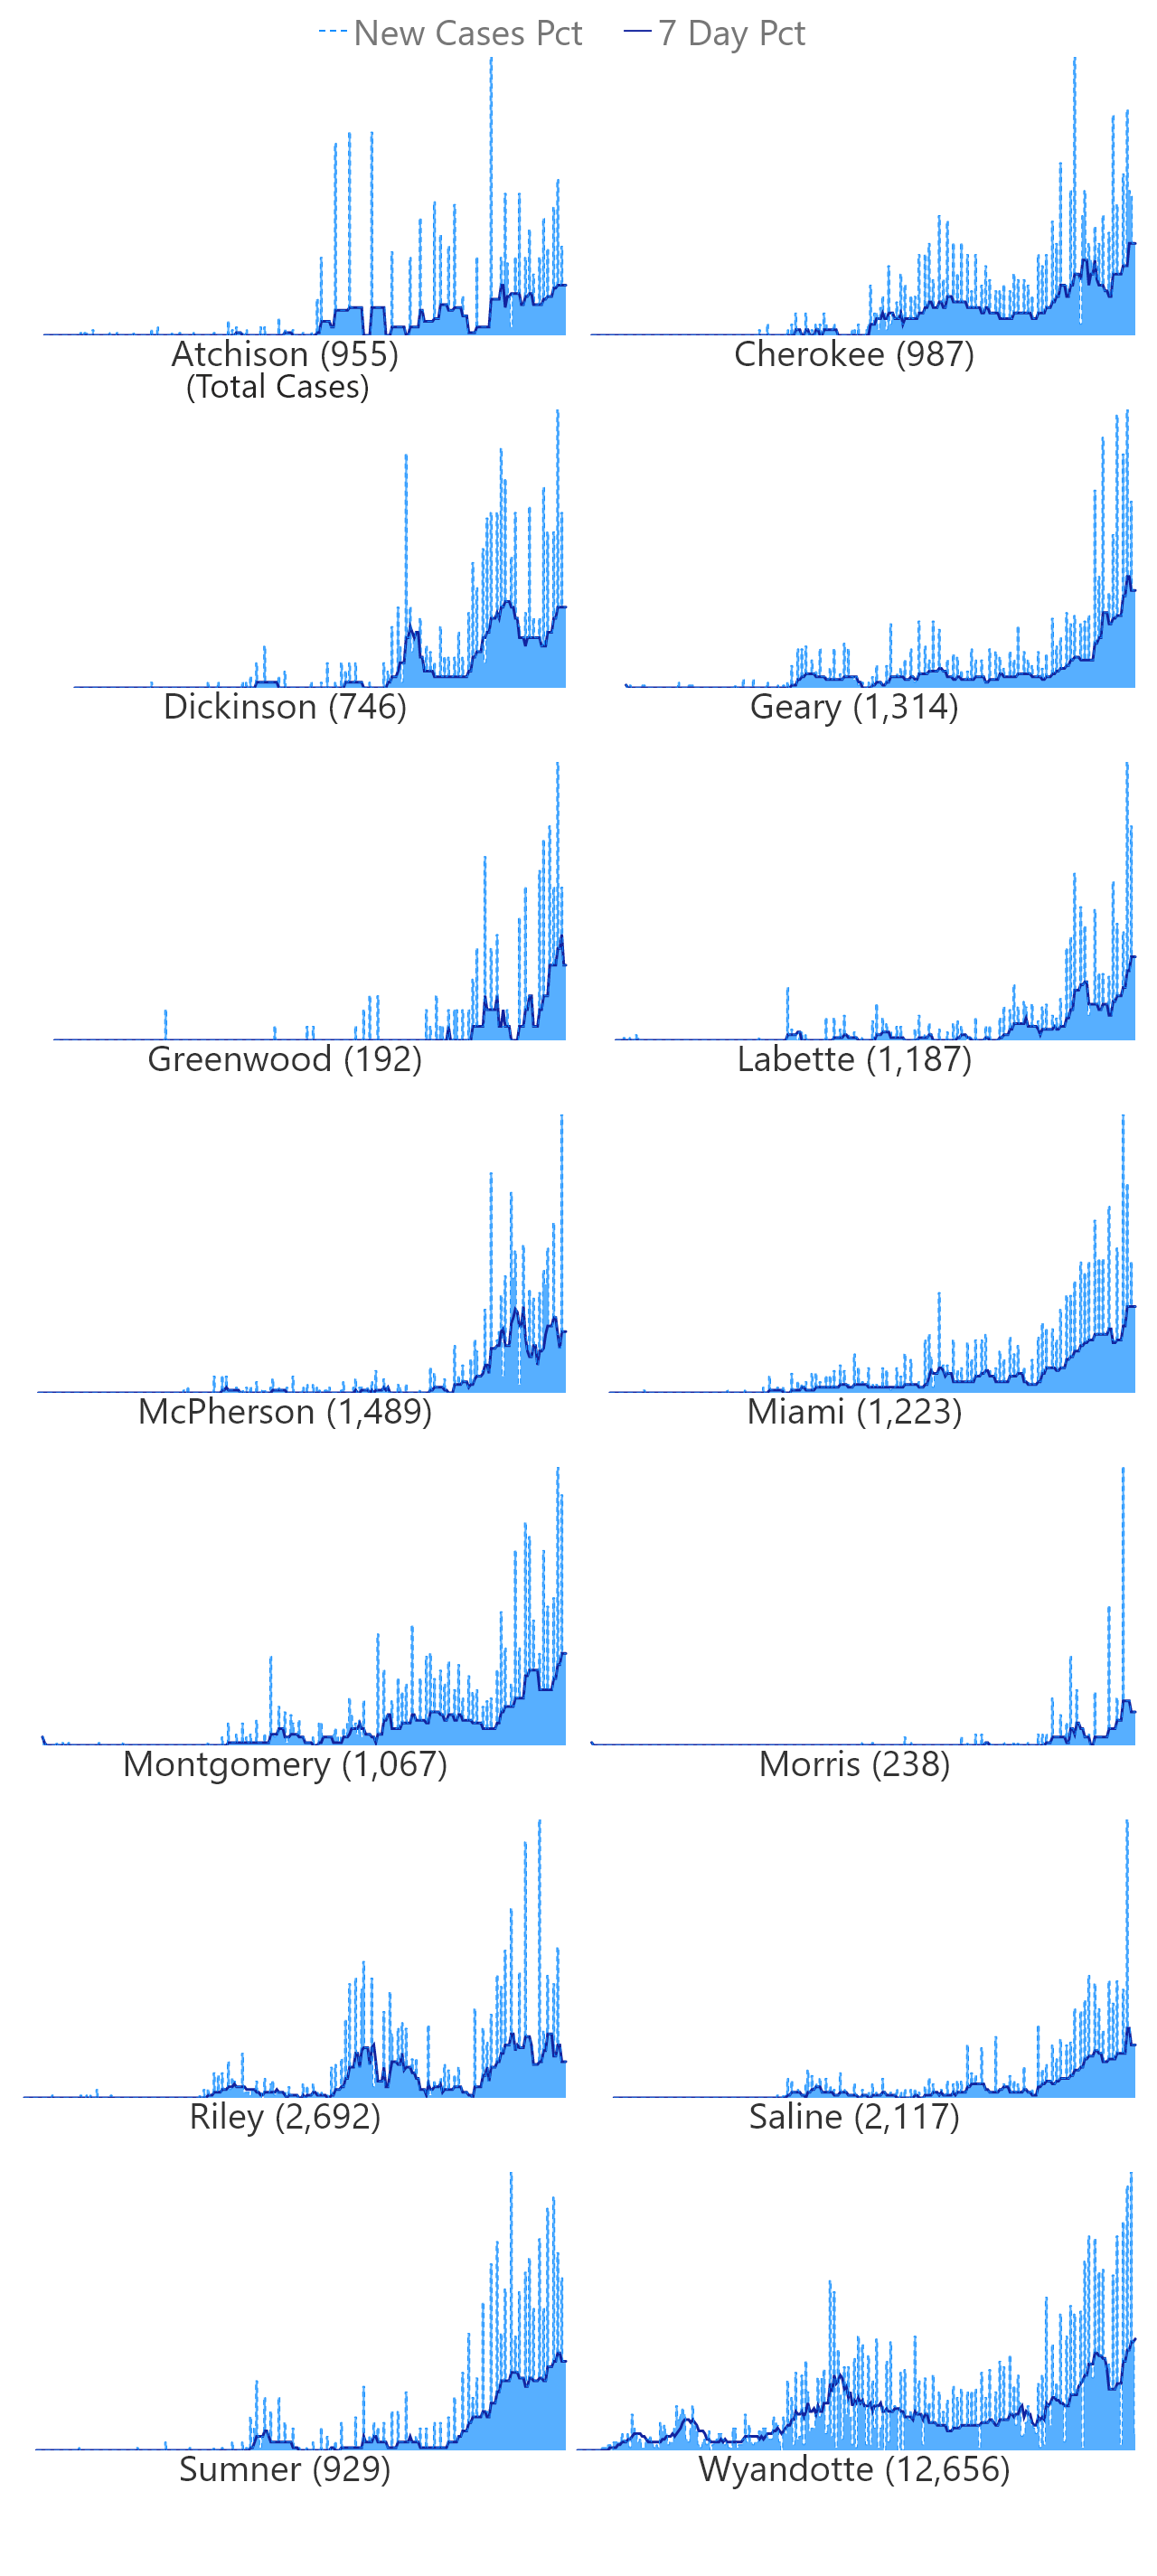 New Cases Pct 7 Day Pct
Atchison (955) Cherokee (987)
(Total Cases)
Dickinson (746) Geary (1,314)
Greenwood (192) Labette (1,187)
McPherson (1,489) Miami (1,223)
Montgomery (1,067) Morris (238)
Riley (2,692) Saline (2,117)
Sumner (929) Wyandotte (12,656)